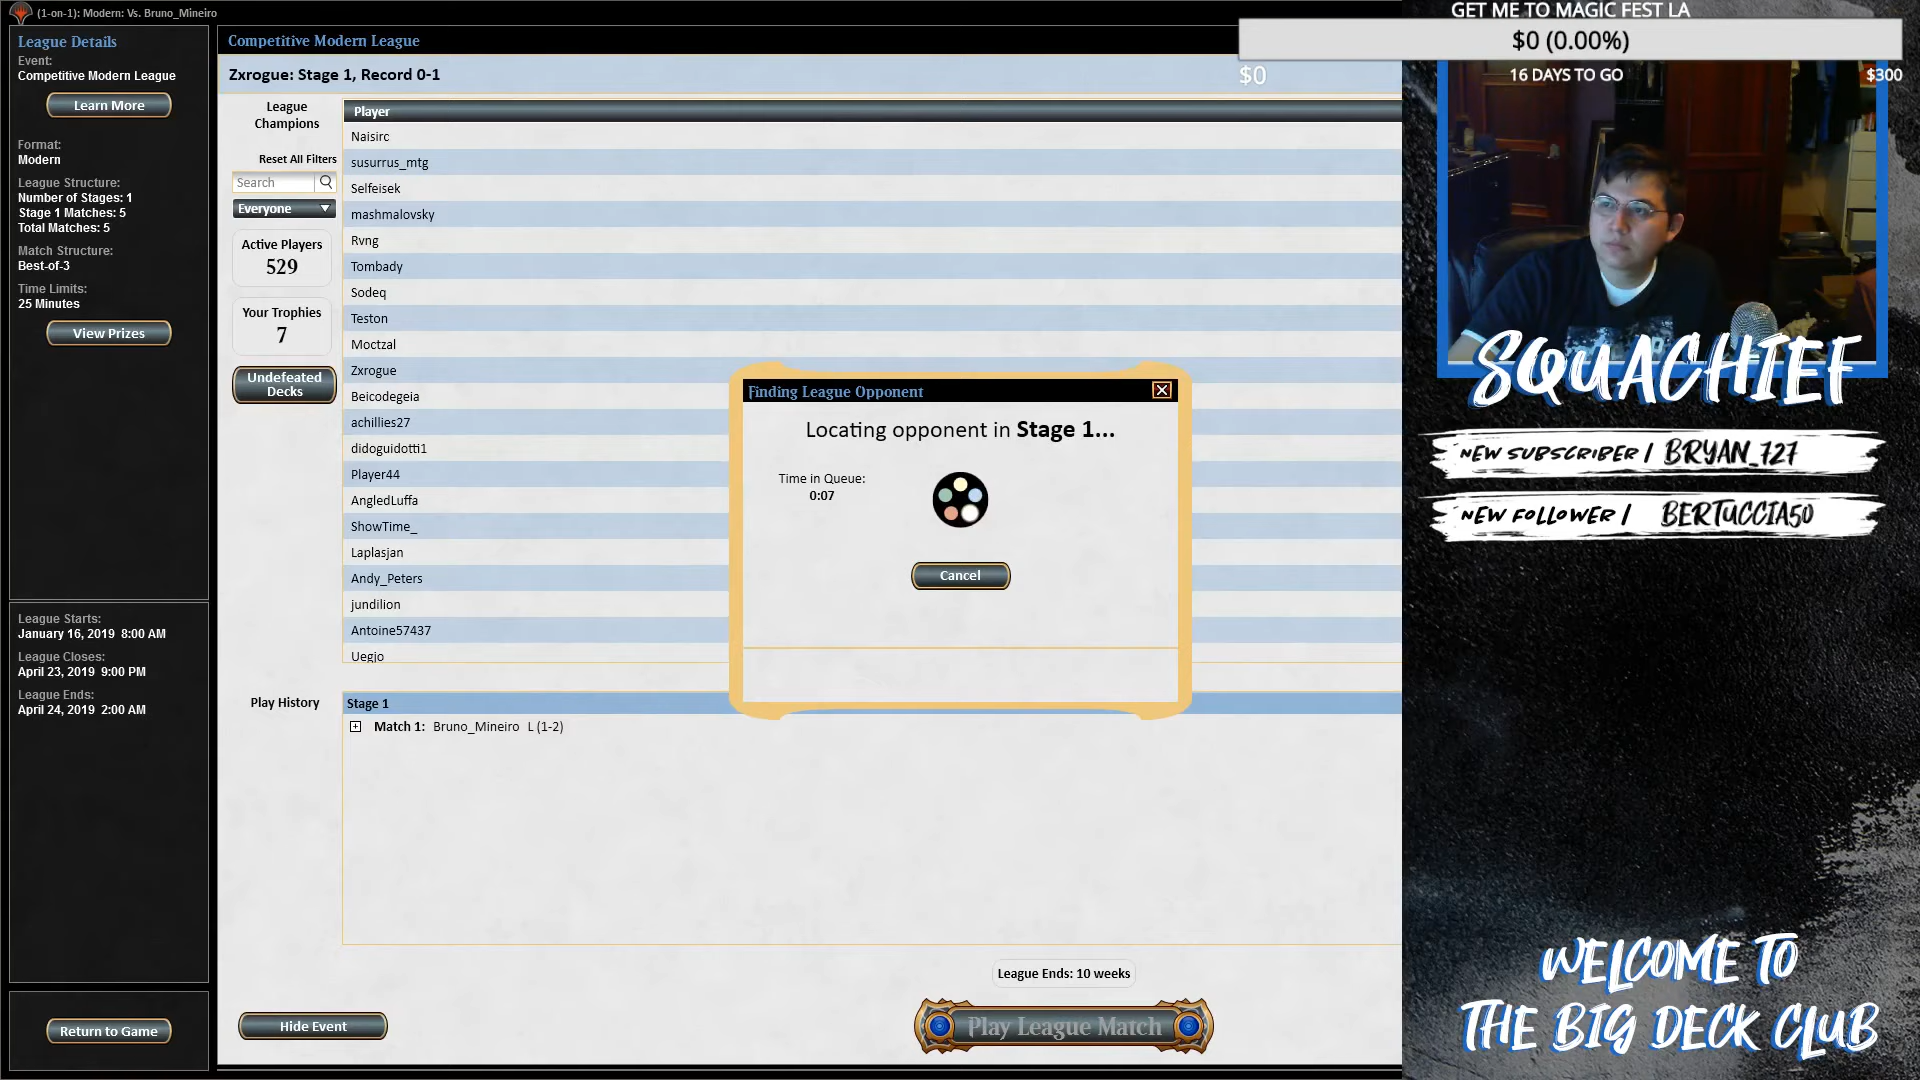 (1-on-1): Modern: Vs. Bruno_Mineiro
League Details
Event:
Competitive Modern League
Learn More
Format:
Modern
League Structure:
Number of Stages: 1
Stage 1 Matches: 5
Total Matches: 5
Match Structure:
Best-of-3
Time Limits:
25 Minutes
View Prizes
League Starts:
January 16, 2019 8:00 AM
League Closes:
April 23, 2019 9:00 PM
League Ends:
April 24, 2019 2:00 AM
Return to Game
Competitive Modern League
Zxrogue: Stage 1, Record 0-1
League
Champions
Reset All Filters
Search
Everyone
Active Players
529
Your Trophies
7
Undefeated
Decks
Player
Naisirc
susurrus_mtg
Selfeisek
mashmalovsky
Rvng
Tombady
Sodeq
Teston
Moctzal
Zxrogue
Beicodegeia
achillies27
didoguidotti1
Player44
AngledLuffa
ShowTime_
Laplasjan
Andy_Peters
jundilion
Antoine57437
Uegjo
Finding League Opponent
Locating opponent in Stage 1...
Time in Queue:
0:07
Cancel
Play History
Stage 1
Match 1: Bruno_Mineiro L (1-2)
League Ends: 10 weeks
Hide Event
Play League Match
GET ME TO MAGIC FEST LA
$0 (0.00%)
$0
16 DAYS TO GO
$300
SQUACHIEF
NEW SUBSCRIBER / BRYAN_727
NEW FOLLOWER / BERTUCCIA50
WELCOME TO
THE BIG DECK CLUB